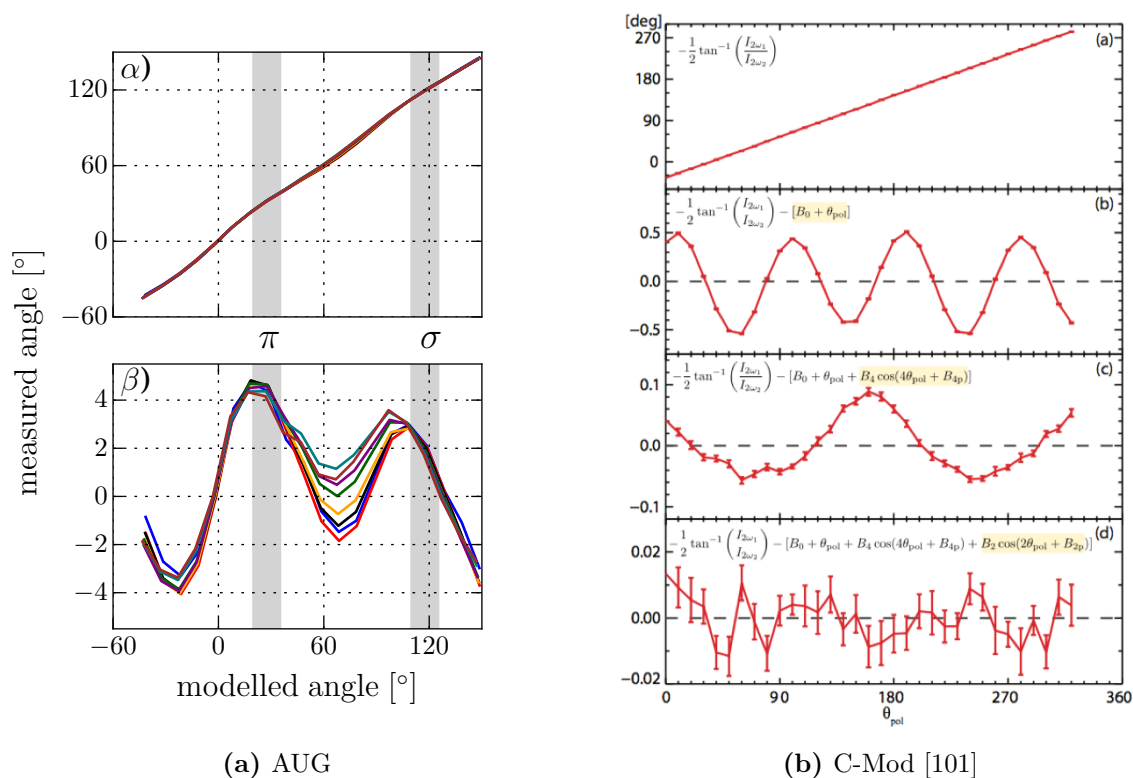 α)
120
60
0
−60
π
σ
β)
4
2
0
−2
−4
−60
0
60
120
measured angle [°]
modelled angle [°]
(a) AUG
[deg]
270
180
90
0
−1/2 tan⁻¹ (I₂ω₁/I₂ω₂)
(a)
−1/2 tan⁻¹ (I₂ω₁/I₂ω₂) − [B₀ + θpol]
(b)
0.5
0.0
−0.5
−1/2 tan⁻¹ (I₂ω₁/I₂ω₂) − [B₀ + θpol + B₄ cos(4θpol + B₄p)]
(c)
0.1
0.0
−0.1
−1/2 tan⁻¹ (I₂ω₁/I₂ω₂) − [B₀ + θpol + B₄ cos(4θpol + B₄p) + B₂ cos(2θpol + B₂p)]
(d)
0.02
0.00
−0.02
0
90
180
270
360
θpol
(b) C-Mod [101]